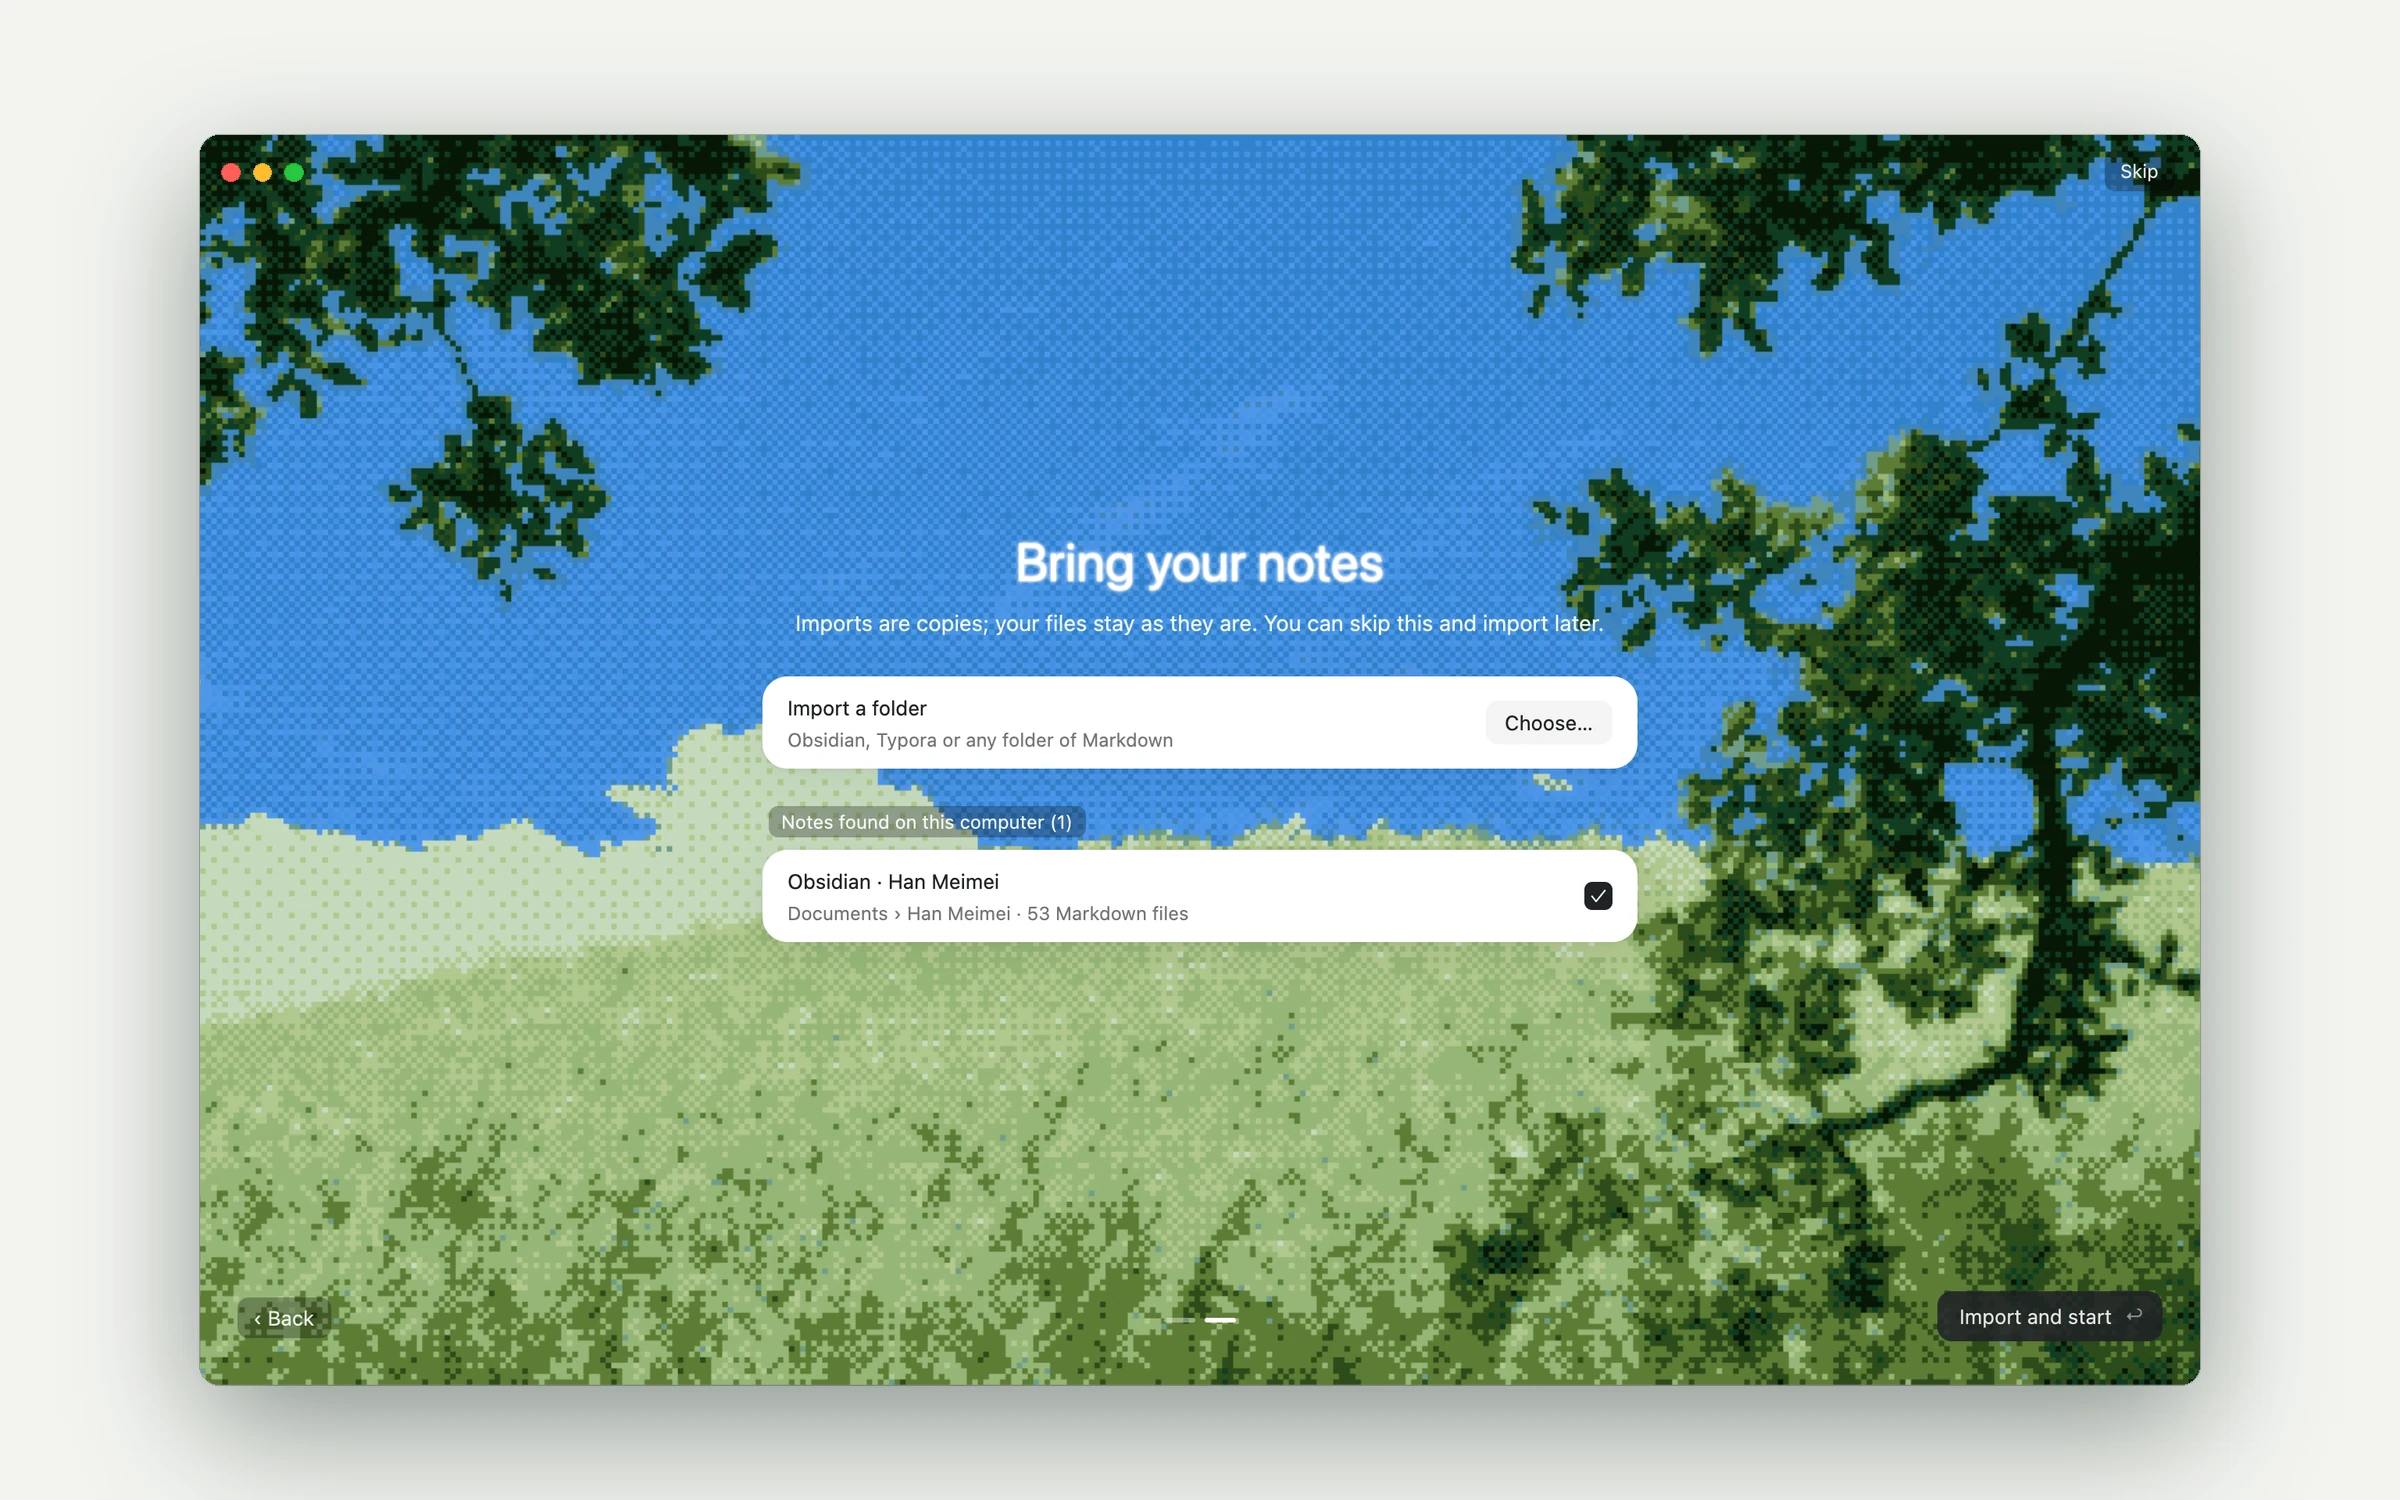 Skip
Bring your notes
Imports are copies; your files stay as they are. You can skip this and import later.
Import a folder
Obsidian, Typora or any folder of Markdown
Choose...
Notes found on this computer (1)
Obsidian · Han Meimei
Documents › Han Meimei · 53 Markdown files
‹ Back
Import and start ↩